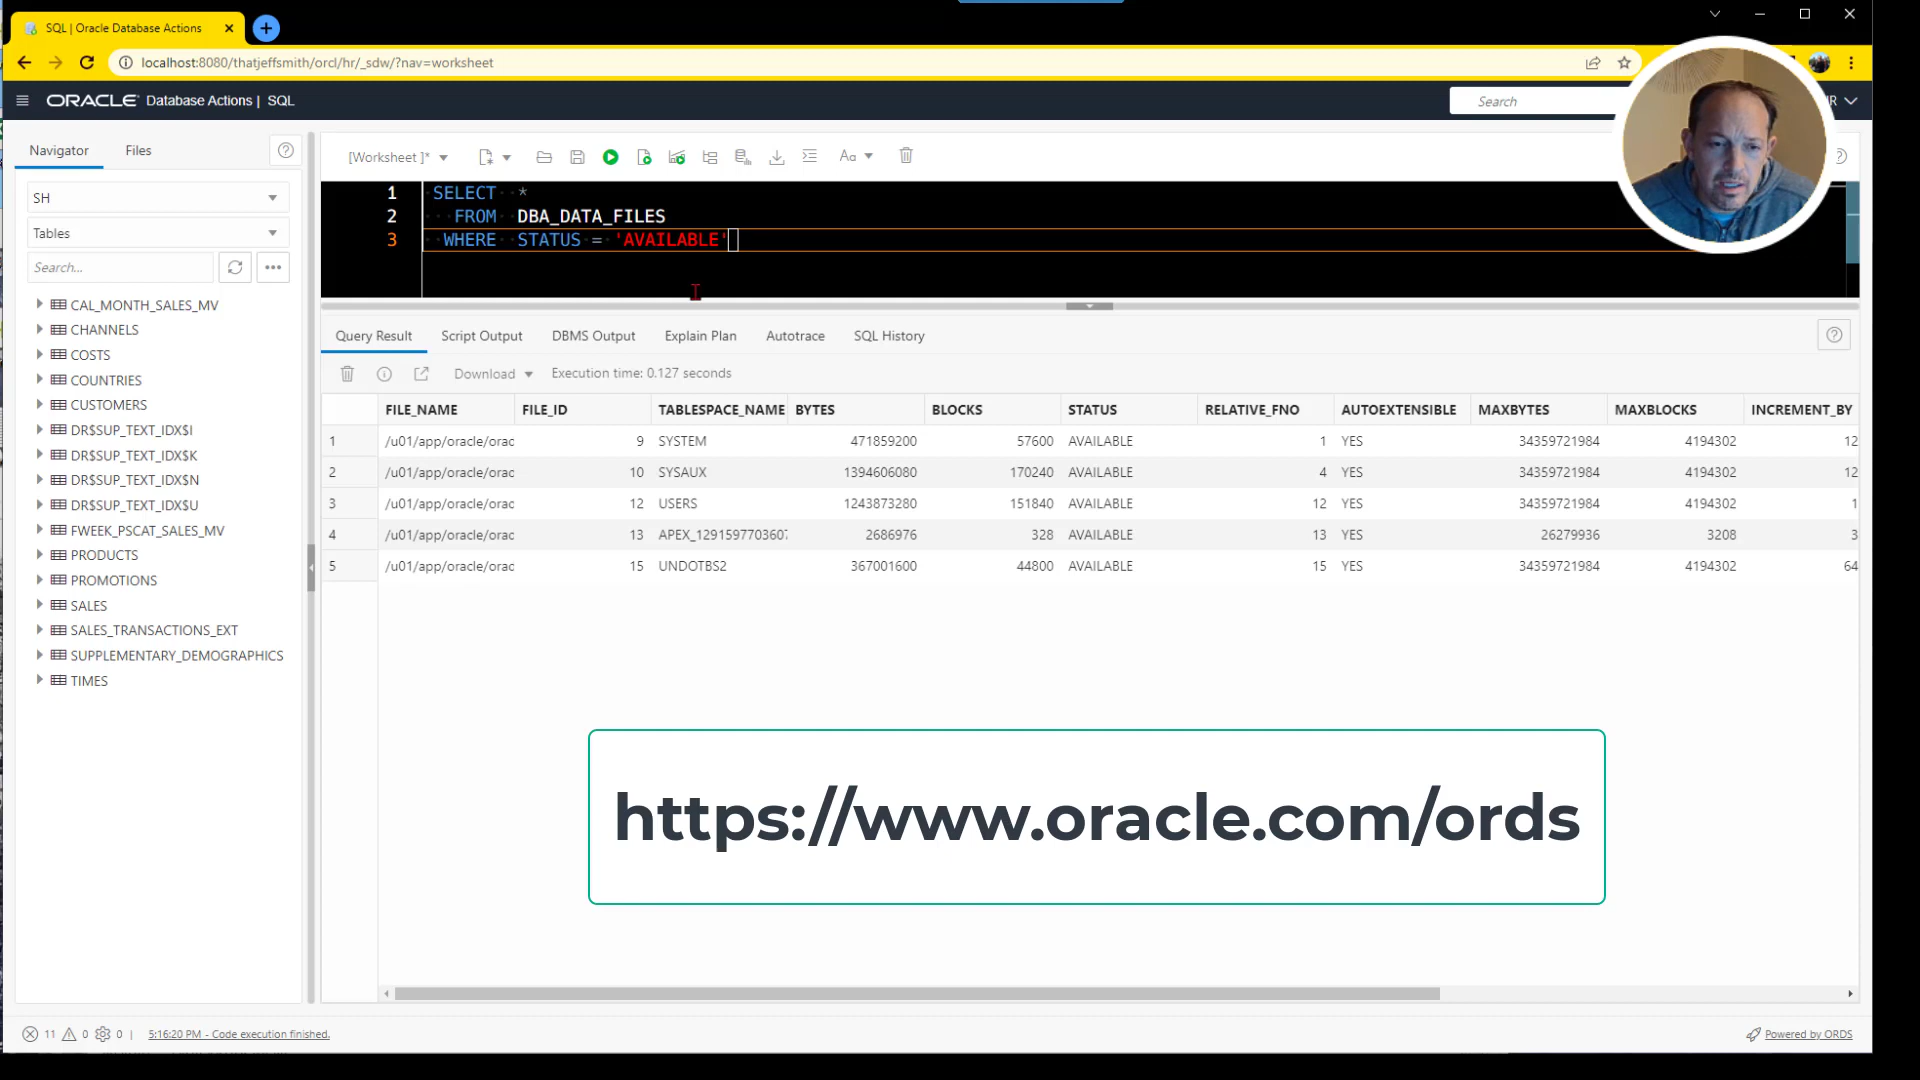 SQL | Oracle Database Actions
localhost:8080/thatjeffsmith/orcl/hr/_sdw/?nav=worksheet
ORACLE Database Actions | SQL
Search
Navigator Files
SH
Tables
Search...
CAL_MONTH_SALES_MV
CHANNELS
COSTS
COUNTRIES
CUSTOMERS
DR$SUP_TEXT_IDX$I
DR$SUP_TEXT_IDX$K
DR$SUP_TEXT_IDX$N
DR$SUP_TEXT_IDX$U
FWEEK_PSCAT_SALES_MV
PRODUCTS
PROMOTIONS
SALES
SALES_TRANSACTIONS_EXT
SUPPLEMENTARY_DEMOGRAPHICS
TIMES
[Worksheet ]* Aa
1 SELECT *
2 FROM DBA_DATA_FILES
3 WHERE STATUS = 'AVAILABLE'
Query Result Script Output DBMS Output Explain Plan Autotrace SQL History
Download Execution time: 0.127 seconds
FILE_NAME FILE_ID TABLESPACE_NAME BYTES BLOCKS STATUS RELATIVE_FNO AUTOEXTENSIBLE MAXBYTES MAXBLOCKS INCREMENT_BY
1 /u01/app/oracle/orac 9 SYSTEM 471859200 57600 AVAILABLE 1 YES 34359721984 4194302 12
2 /u01/app/oracle/orac 10 SYSAUX 1394606080 170240 AVAILABLE 4 YES 34359721984 4194302 12
3 /u01/app/oracle/orac 12 USERS 1243873280 151840 AVAILABLE 12 YES 34359721984 4194302 1
4 /u01/app/oracle/orac 13 APEX_1291597703607 2686976 328 AVAILABLE 13 YES 26279936 3208 3
5 /u01/app/oracle/orac 15 UNDOTBS2 367001600 44800 AVAILABLE 15 YES 34359721984 4194302 64
https://www.oracle.com/ords
11 0 0 | 5:16:20 PM - Code execution finished.
Powered by ORDS